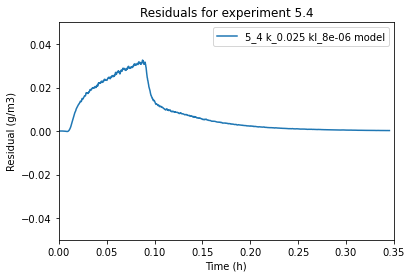 Residuals for experiment 5.4
5_4 k_0.025 kI_8e-06 model
Residual (g/m3)
0.04
0.02
0.00
−0.02
−0.04
0.00 0.05 0.10 0.15 0.20 0.25 0.30 0.35
Time (h)